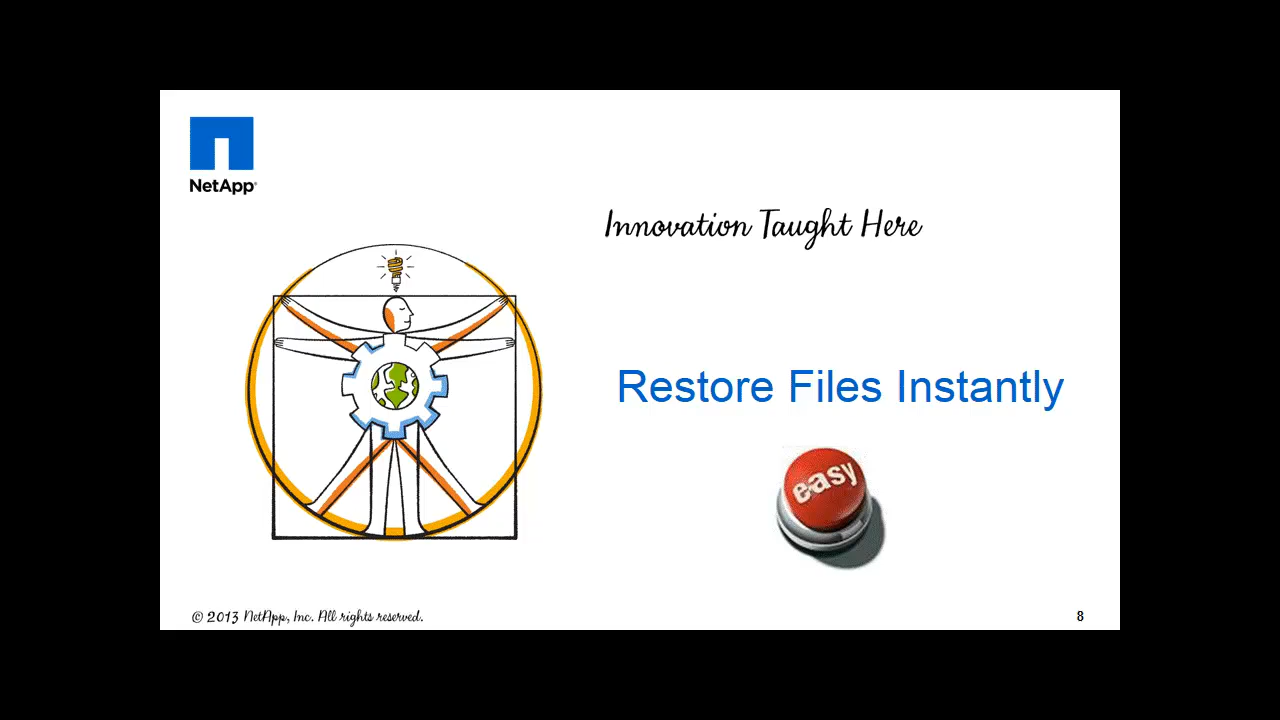 NetApp®
Innovation Taught Here
Restore Files Instantly
easy
© 2013 NetApp, Inc. All rights reserved.
8